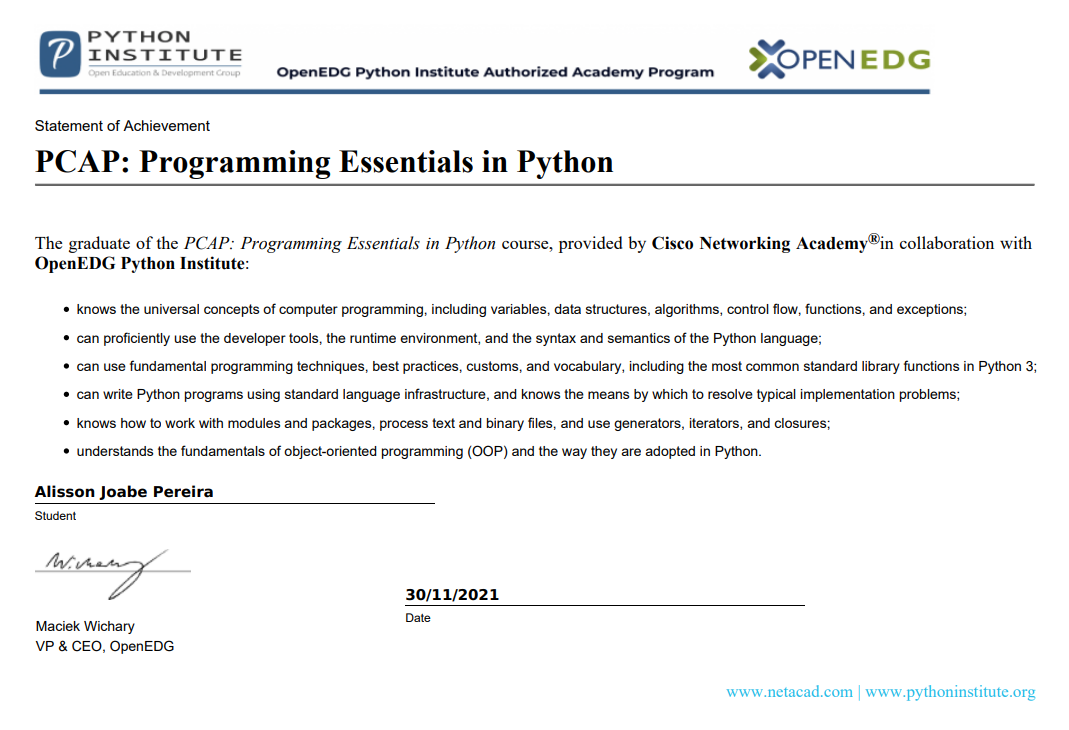 PYTHON
INSTITUTE
Open Education & Development Group
OpenEDG Python Institute Authorized Academy Program
OPENEDG
Statement of Achievement
PCAP: Programming Essentials in Python
The graduate of the PCAP: Programming Essentials in Python course, provided by Cisco Networking Academy®in collaboration with
OpenEDG Python Institute:
• knows the universal concepts of computer programming, including variables, data structures, algorithms, control flow, functions, and exceptions;
• can proficiently use the developer tools, the runtime environment, and the syntax and semantics of the Python language;
• can use fundamental programming techniques, best practices, customs, and vocabulary, including the most common standard library functions in Python 3;
• can write Python programs using standard language infrastructure, and knows the means by which to resolve typical implementation problems;
• knows how to work with modules and packages, process text and binary files, and use generators, iterators, and closures;
• understands the fundamentals of object-oriented programming (OOP) and the way they are adopted in Python.
Alisson Joabe Pereira
Student
W.chary
30/11/2021
Date
Maciek Wichary
VP & CEO, OpenEDG
www.netacad.com | www.pythoninstitute.org